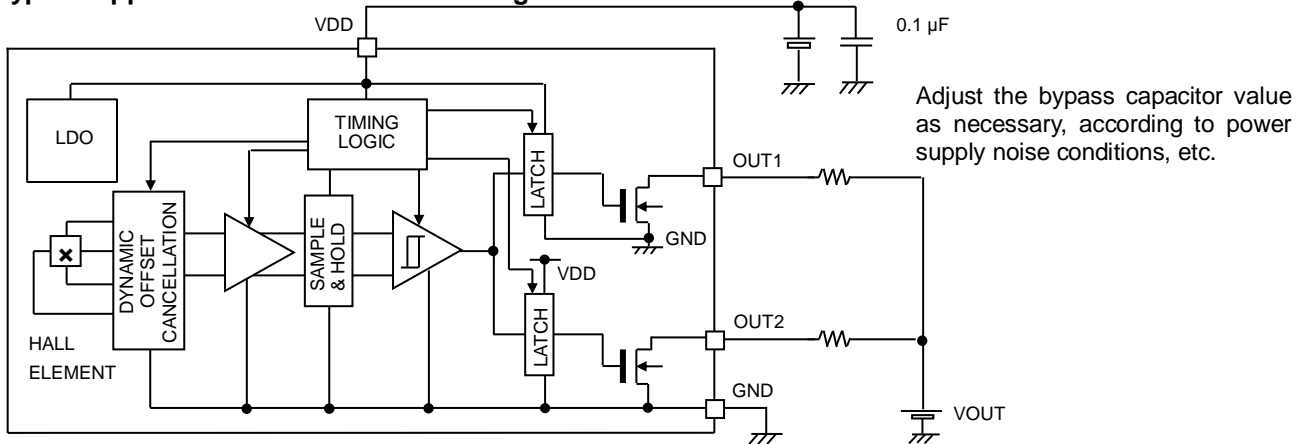 VDD
0.1 µF
Adjust the bypass capacitor value
as necessary, according to power
supply noise conditions, etc.
LDO
TIMING
LOGIC
LATCH
OUT1
GND
DYNAMIC
OFFSET
CANCELLATION
SAMPLE
& HOLD
VDD
LATCH
OUT2
HALL
ELEMENT
GND
VOUT